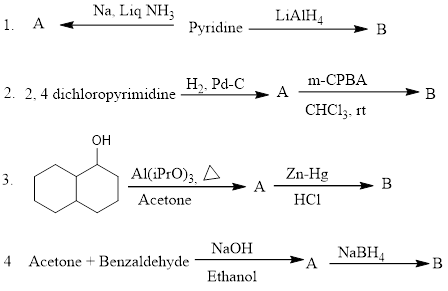 1. A Na, Liq NH3 Pyridine LiAlH4 B
2. 2, 4 dichloropyrimidine H2, Pd-C A m-CPBA B
CHCl3, rt
OH
3. Al(iPrO)3, △ A Zn-Hg B
Acetone HCl
4 Acetone + Benzaldehyde NaOH A NaBH4 B
Ethanol